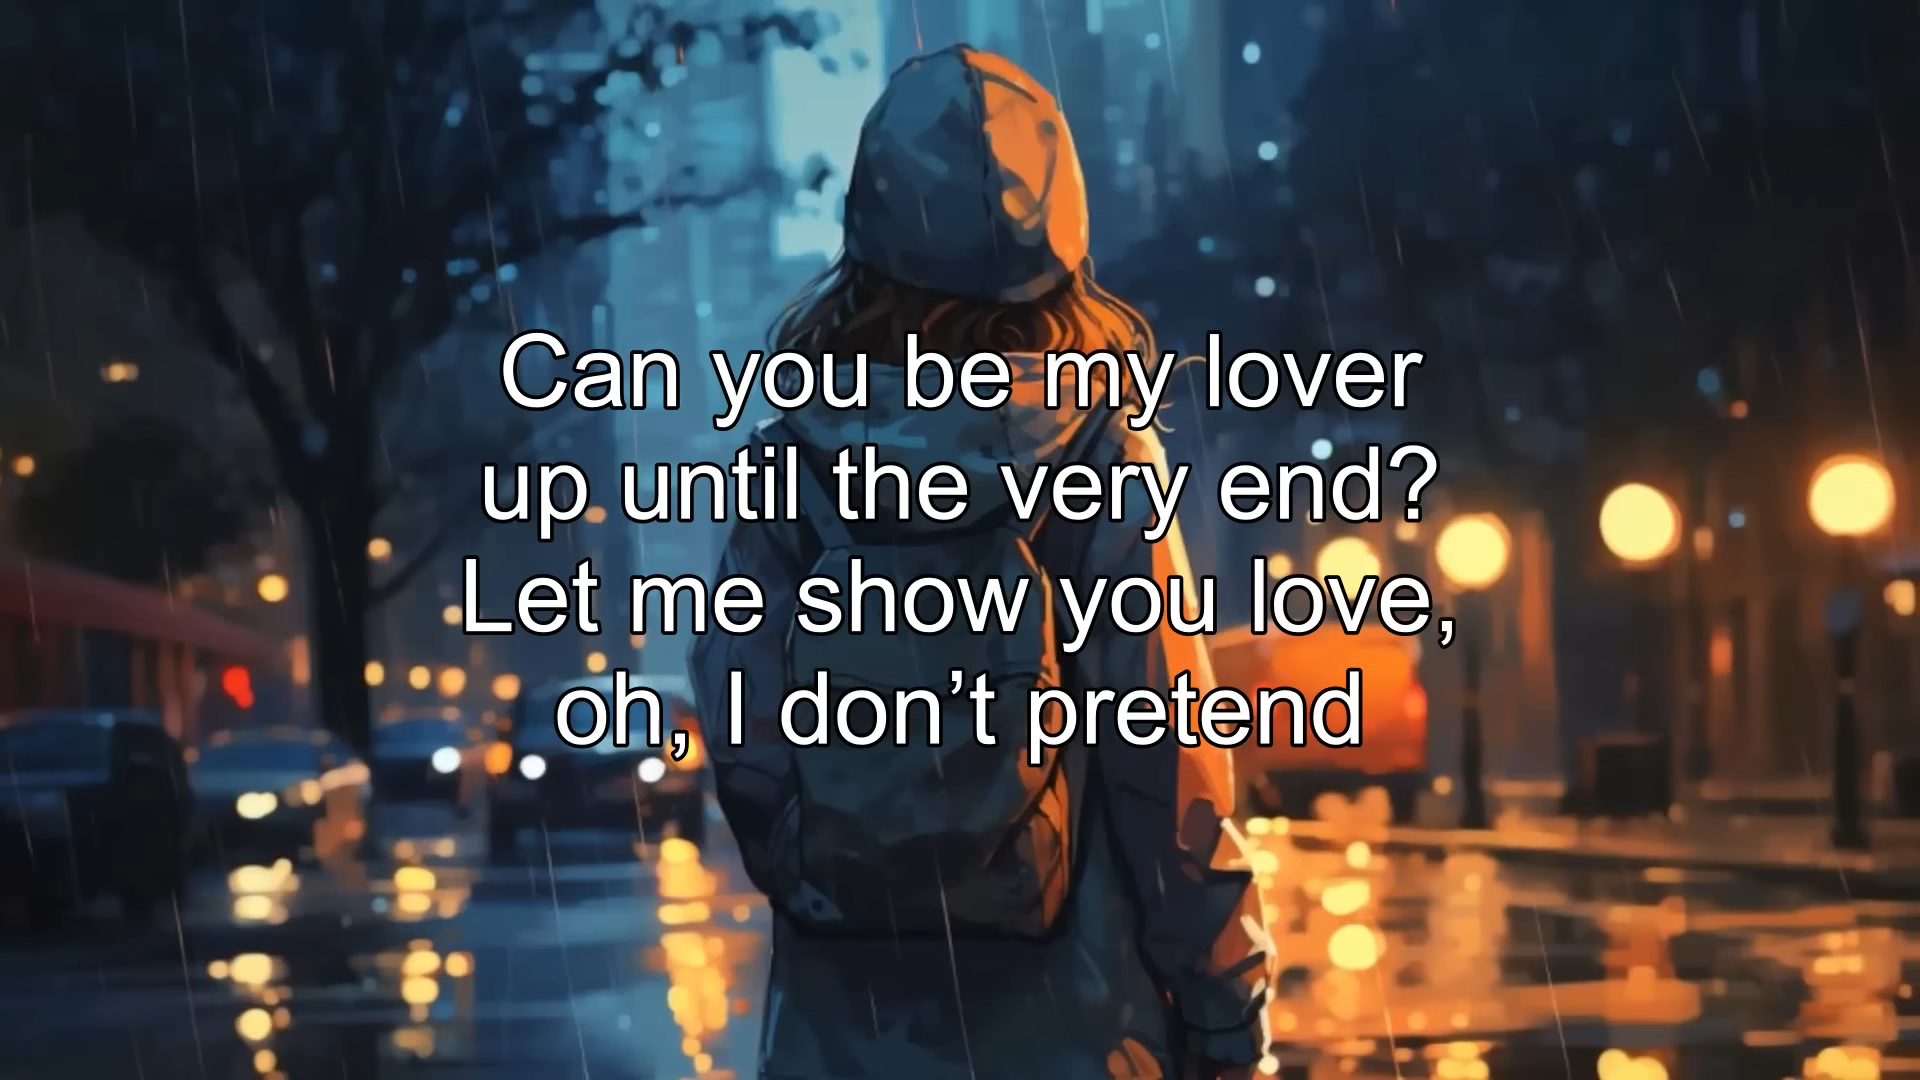 Can you be my lover
up until the very end?
Let me show you love,
oh, I don’t pretend